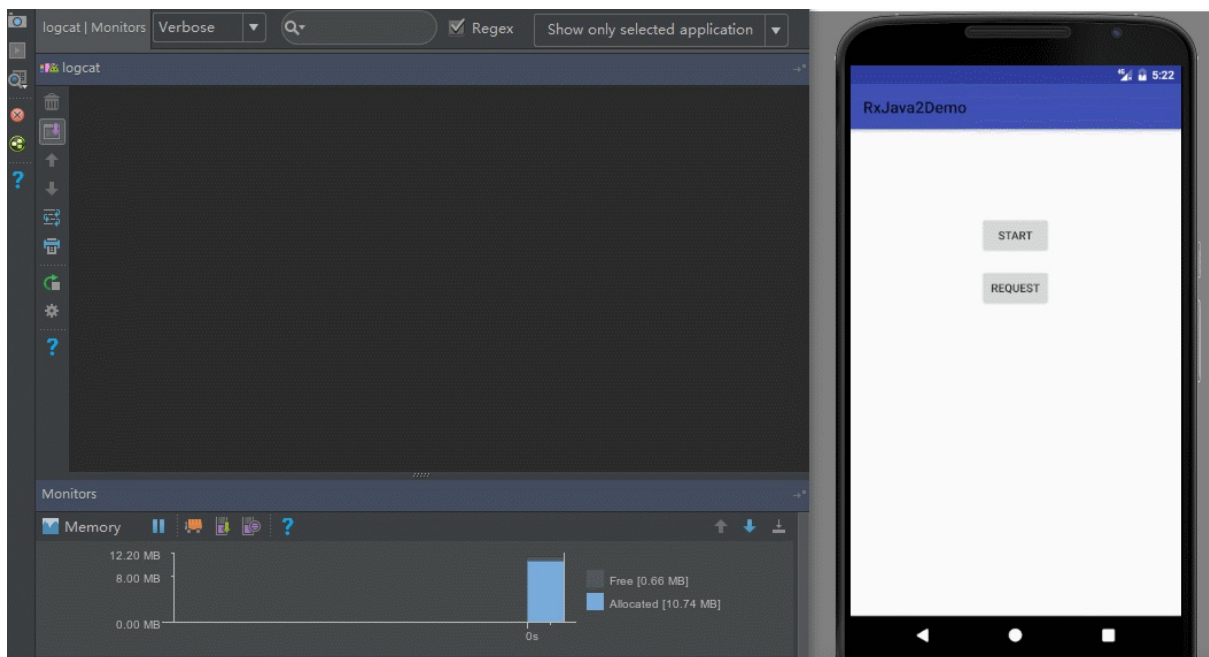 logcat | Monitors Verbose Regex Show only selected application
logcat
Monitors
Memory
12.20 MB
8.00 MB
0.00 MB
0s
Free [0.66 MB]
Allocated [10.74 MB]
5:22
RxJava2Demo
START
REQUEST